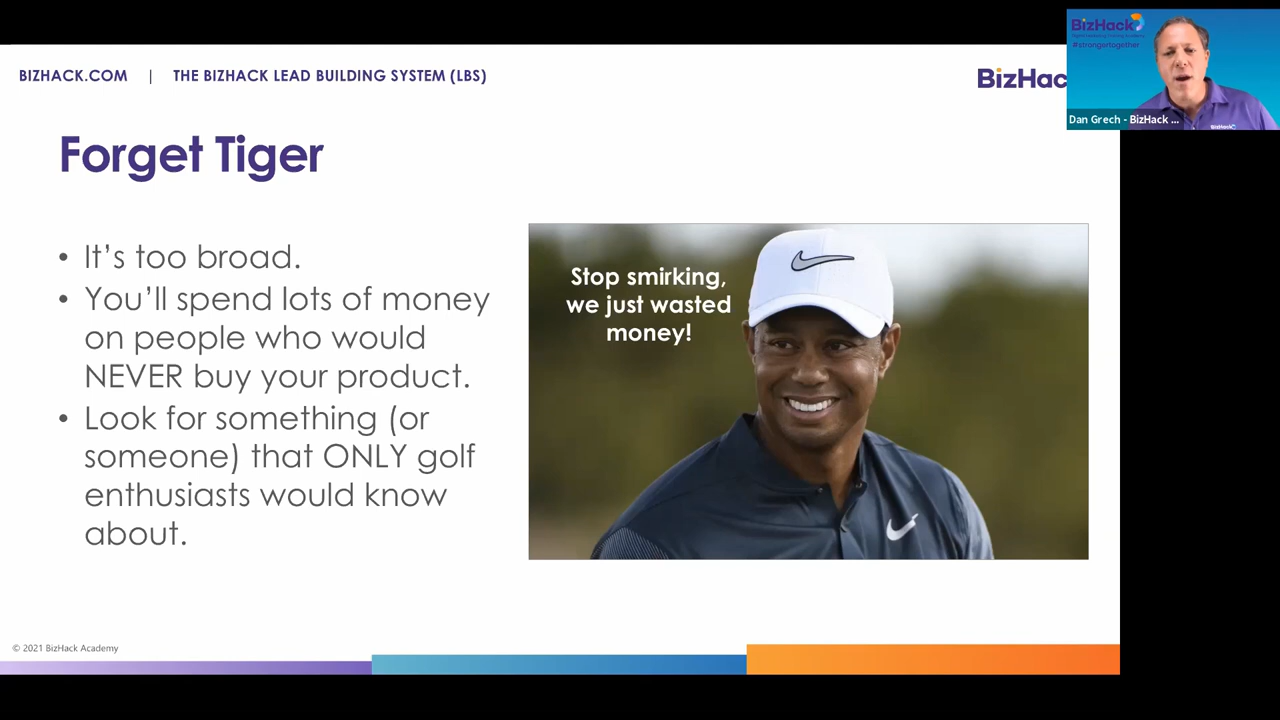 BIZHACK.COM | THE BIZHACK LEAD BUILDING SYSTEM (LBS)
BizHac
BizHack
#strongertogether
Dan Grech - BizHack ...
BizHack
Forget Tiger
• It's too broad.
• You'll spend lots of money
on people who would
NEVER buy your product.
• Look for something (or
someone) that ONLY golf
enthusiasts would know
about.
Stop smirking,
we just wasted
money!
© 2021 BizHack Academy